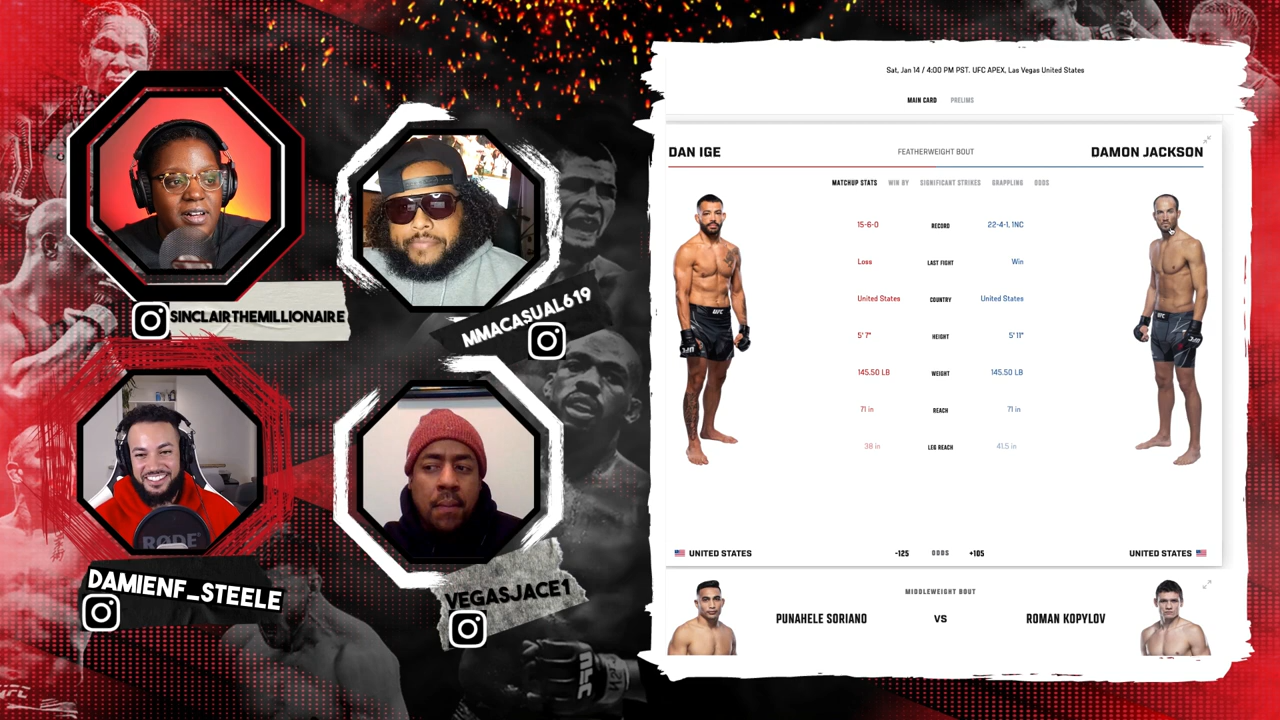 SINCLAIRTHEMILLIONAIRE
MMACASUAL619
RØDE
DAMIENF_STEELE
VEGASJACE1
Sat, Jan 14 / 4:00 PM PST. UFC APEX, Las Vegas United States
MAIN CARD PRELIMS
DAN IGE FEATHERWEIGHT BOUT DAMON JACKSON
MATCHUP STATS WIN BY SIGNIFICANT STRIKES GRAPPLING ODDS
15-6-0 RECORD 22-4-1, 1NC
Loss LAST FIGHT Win
United States COUNTRY United States
5' 7" HEIGHT 5' 11"
145.50 LB WEIGHT 145.50 LB
71 in REACH 71 in
38 in LEG REACH 41.5 in
UNITED STATES -125 ODDS +105 UNITED STATES
MIDDLEWEIGHT BOUT
PUNAHELE SORIANO VS ROMAN KOPYLOV